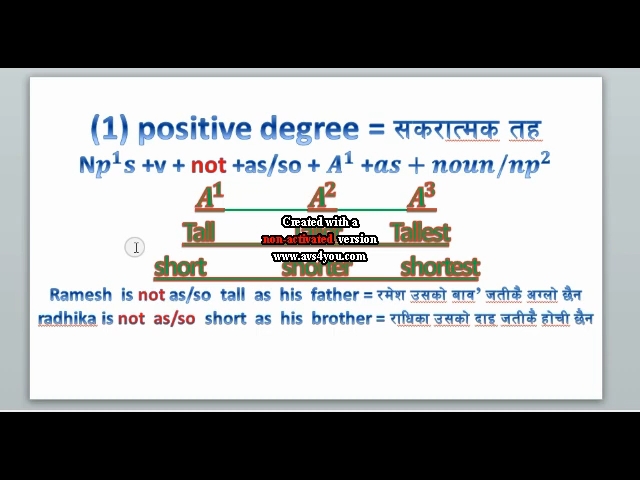 (1) positive degree = सकरात्मक तह
Np¹s +v + not +as/so + A¹ +as + noun/np²
A¹ A² A³
Created with a
Tall Tallest
non-activated version
www.avs4you.com
short shorter shortest
Ramesh is not as/so tall as his father = रमेश उसको बाव’ जतीकै अग्लो छैन
radhika is not as/so short as his brother = राधिका उसको दाइ जतीकै होची छैन